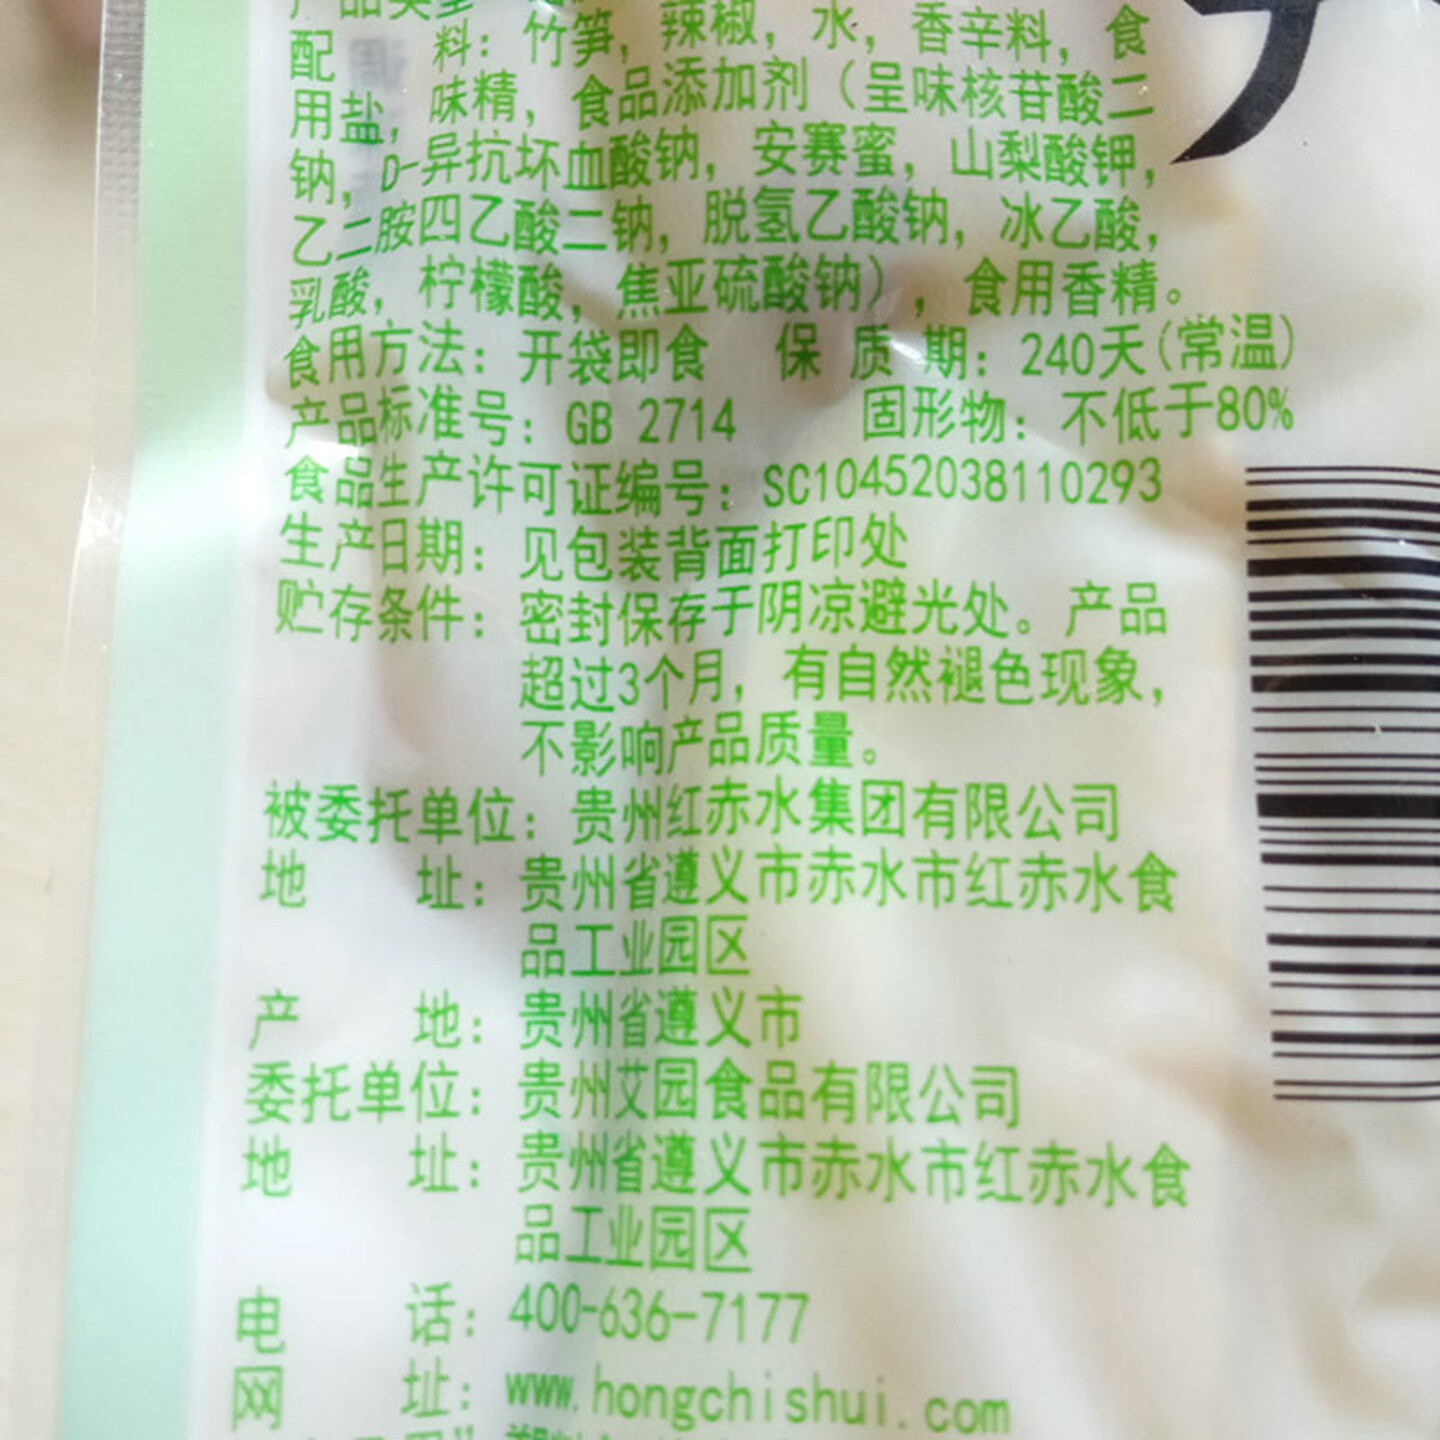 产品类型
配 料：竹笋，辣椒，水，香辛料，食
用盐，味精，食品添加剂（呈味核苷酸二
钠，D-异抗坏血酸钠，安赛蜜，山梨酸钾，
乙二胺四乙酸二钠，脱氢乙酸钠，冰乙酸，
乳酸，柠檬酸，焦亚硫酸钠），食用香精。
食用方法：开袋即食 保 质 期：240天(常温)
产品标准号：GB 2714 固形物：不低于80%
食品生产许可证编号：SC10452038110293
生产日期：见包装背面打印处
贮存条件：密封保存于阴凉避光处。产品
超过3个月，有自然褪色现象，
不影响产品质量。
被委托单位：贵州红赤水集团有限公司
地 址：贵州省遵义市赤水市红赤水食
品工业园区
产 地：贵州省遵义市
委托单位：贵州艾园食品有限公司
地 址：贵州省遵义市赤水市红赤水食
品工业园区
电 话：400-636-7177
网 址：www.hongchishui.com